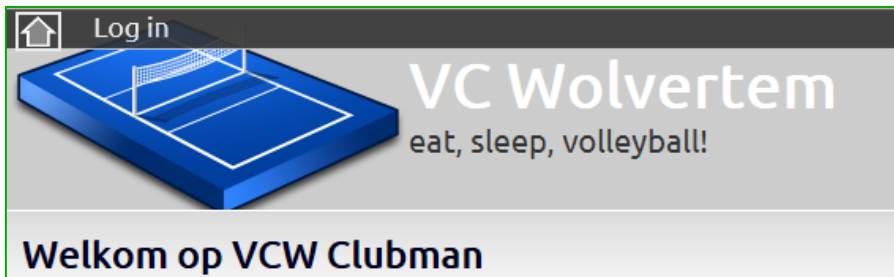 Log in
VC Wolvertem
eat, sleep, volleyball!
Welkom op VCW Clubman